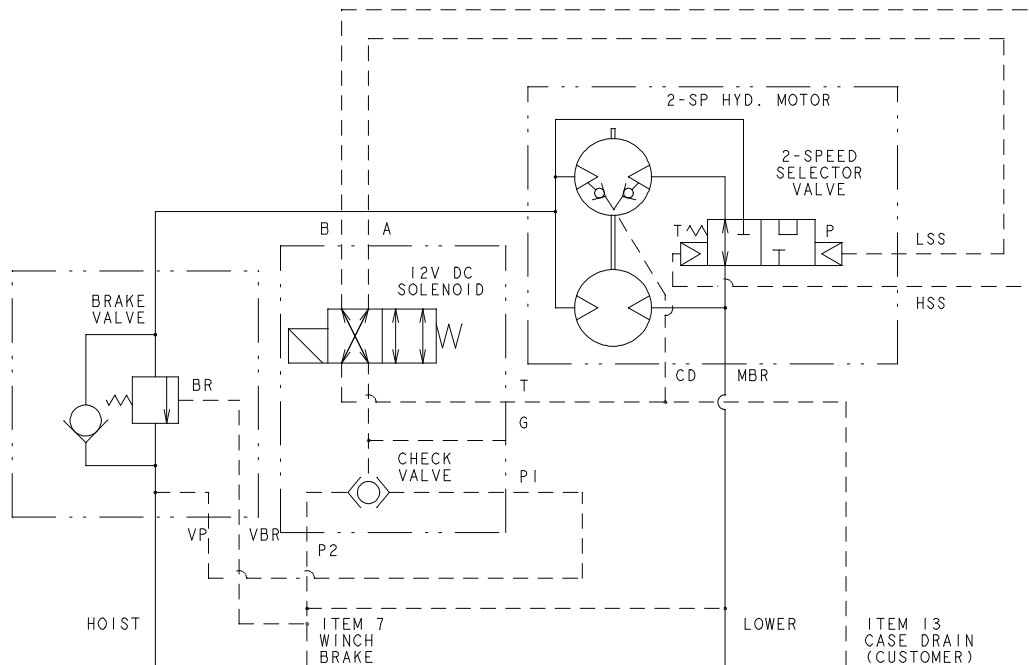 2-SP HYD. MOTOR
2-SPEED
SELECTOR
VALVE
B
A
T
P
LSS
12V DC
SOLENOID
BRAKE
VALVE
HSS
BR
T
CD
MBR
G
CHECK
VALVE
P1
VP
VBR
P2
HOIST
ITEM 7
WINCH
BRAKE
LOWER
ITEM 13
CASE DRAIN
(CUSTOMER)